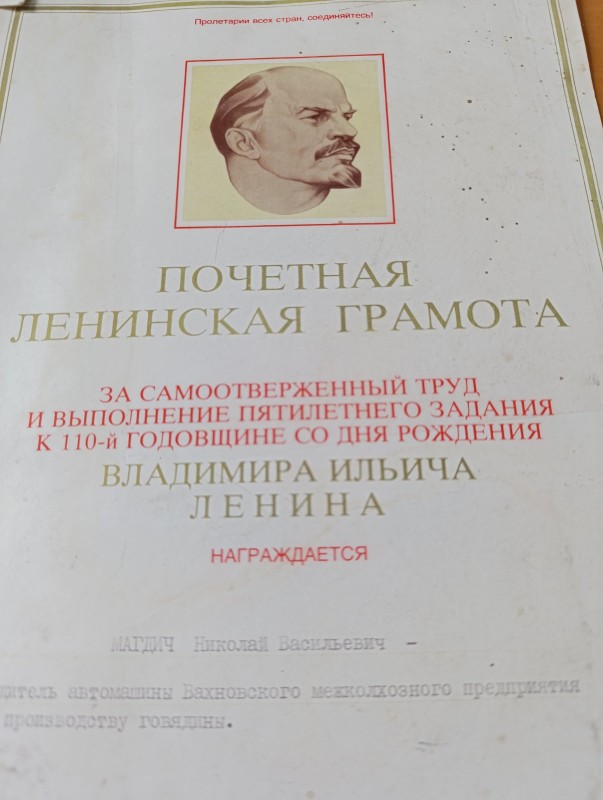 Пролетарии всех стран, соединяйтесь!
ПОЧЕТНАЯ
ЛЕНИНСКАЯ ГРАМОТА
ЗА САМООТВЕРЖЕННЫЙ ТРУД
И ВЫПОЛНЕНИЕ ПЯТИЛЕТНЕГО ЗАДАНИЯ
К 110-й ГОДОВЩИНЕ СО ДНЯ РОЖДЕНИЯ
ВЛАДИМИРА ИЛЬИЧА
ЛЕНИНА
НАГРАЖДАЕТСЯ
МАГДИЧ Николай Васильевич -
дитель автомашины Вахновского межколхозного предприятия
производству говядины.